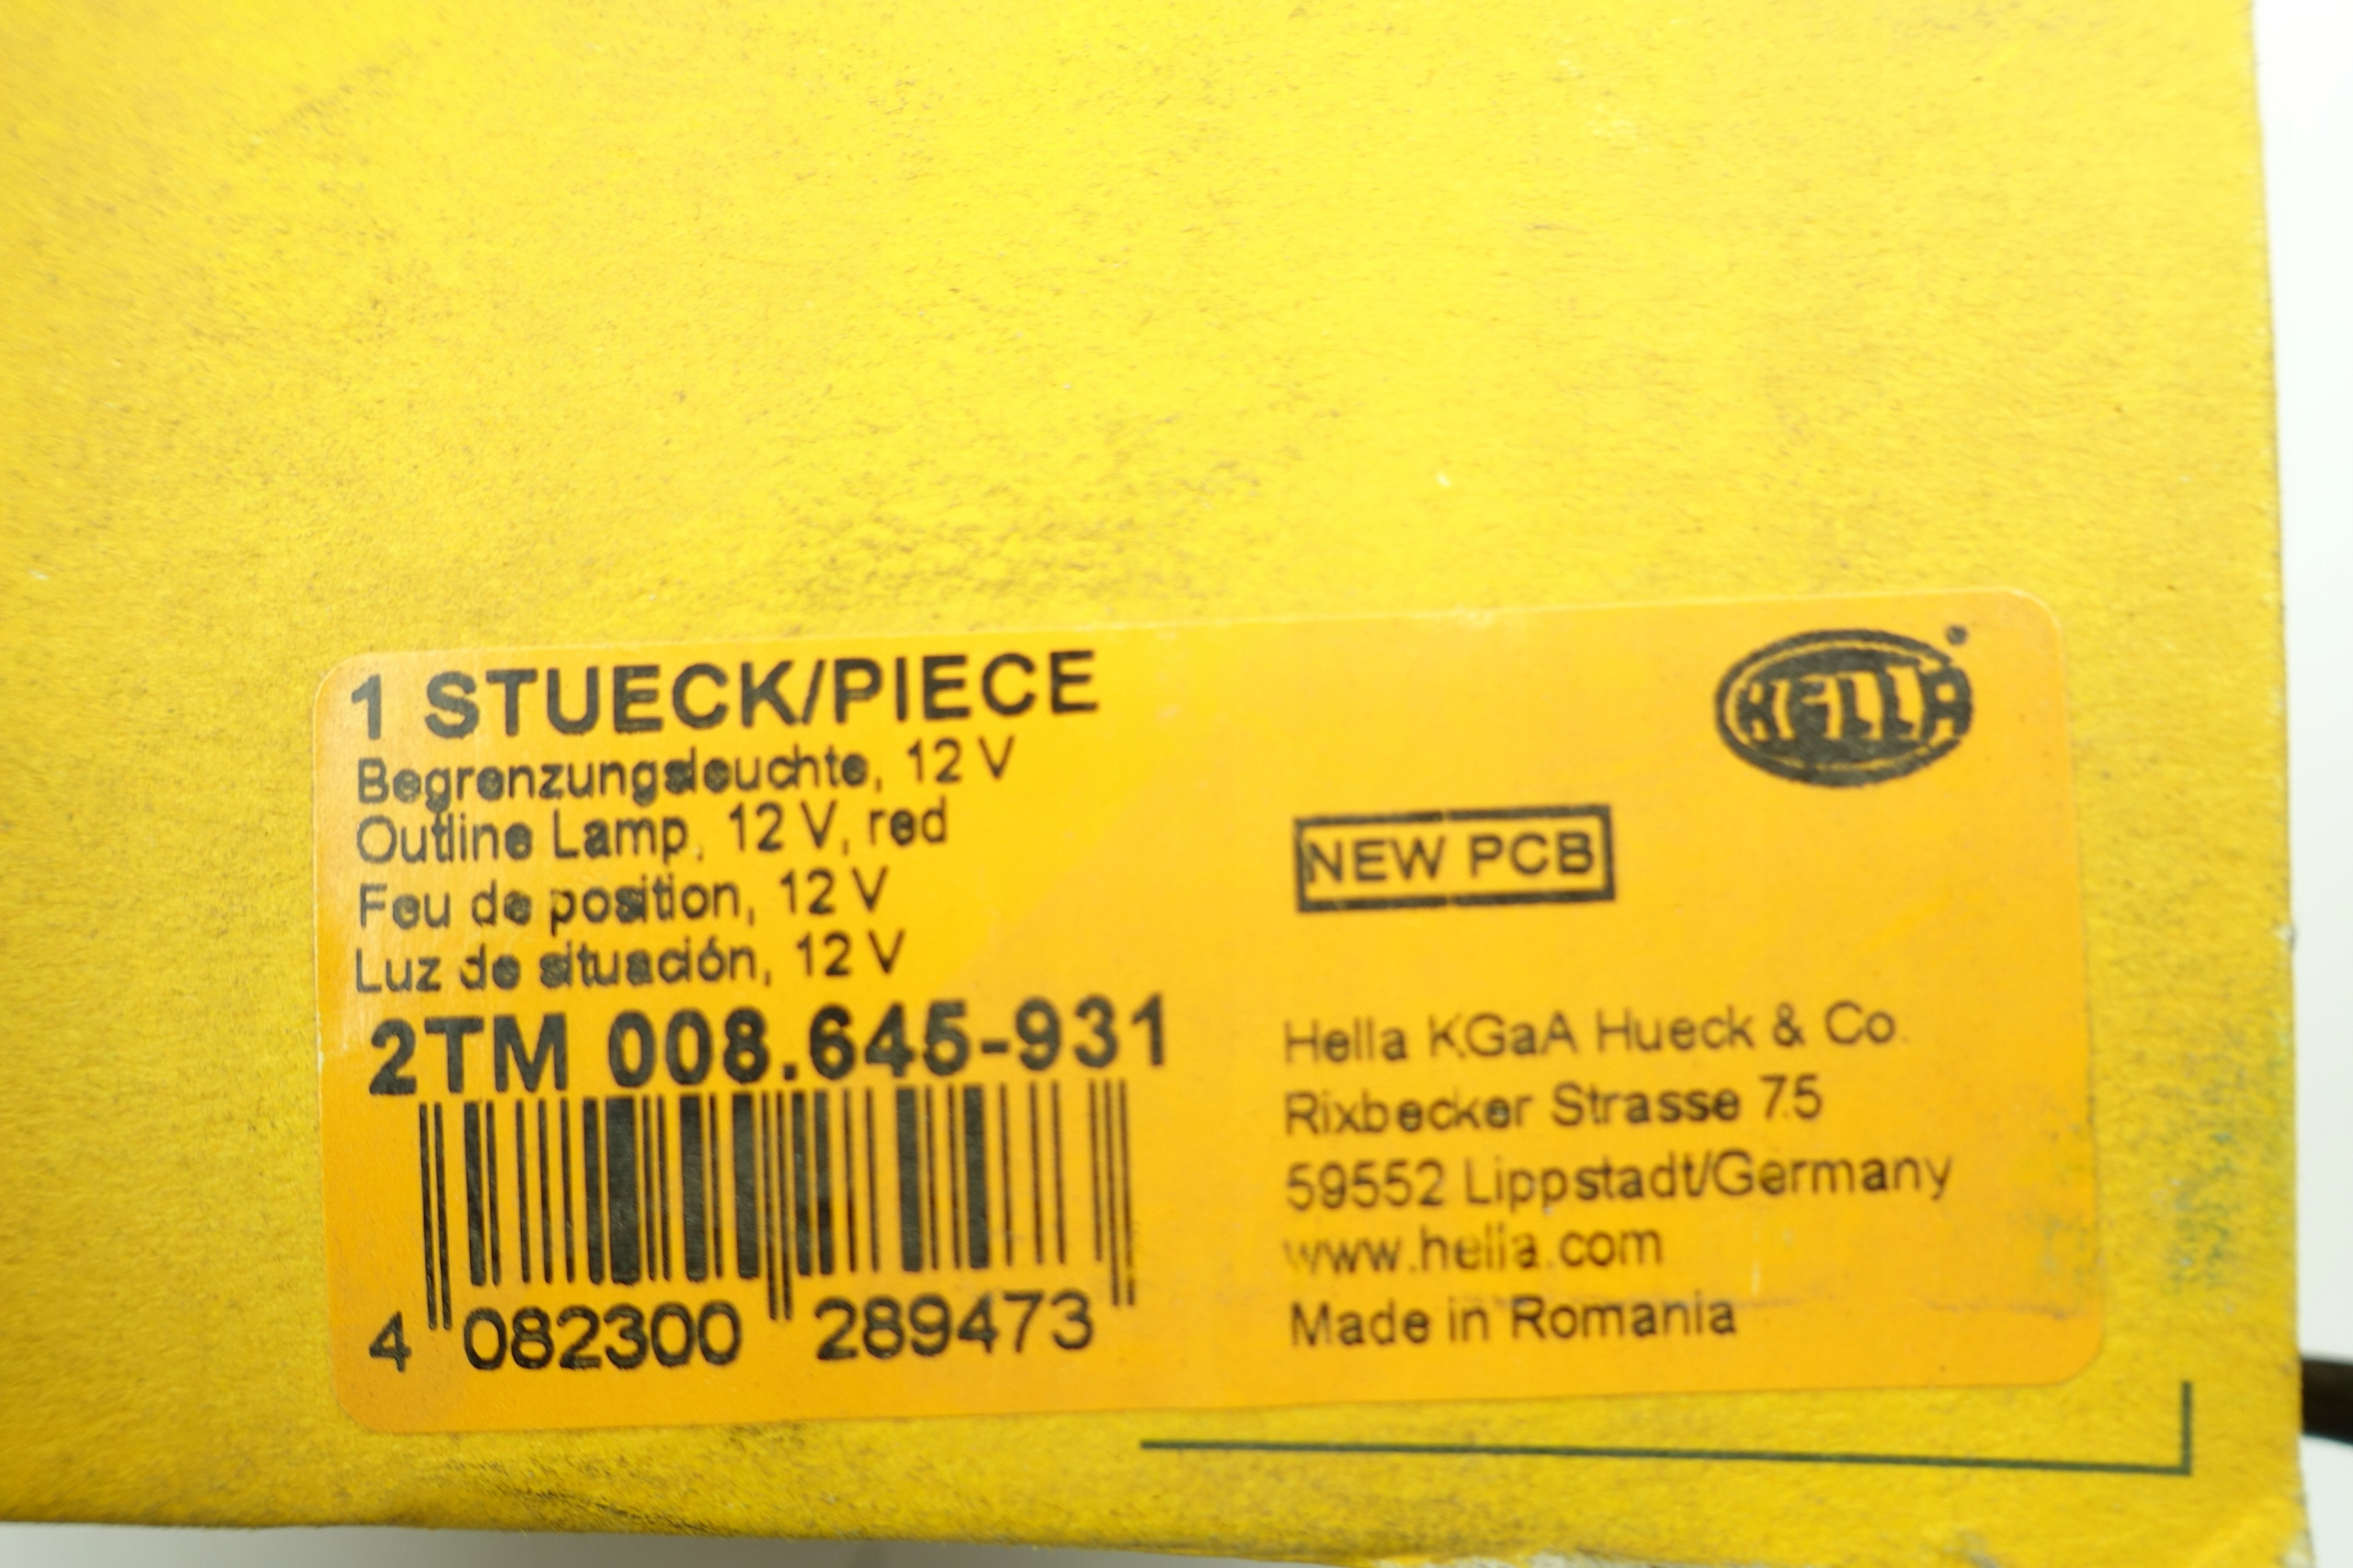 1 STUECK/PIECE
HELLA
Begrenzungsleuchte, 12 V
Outline Lamp, 12 V, red
NEW PCB
Feu de position, 12 V
Luz de situación, 12 V
2TM 008.645-931
4 082300 289473
Hella KGaA Hueck & Co.
Rixbecker Strasse 75
59552 Lippstadt/Germany
www.hella.com
Made in Romania